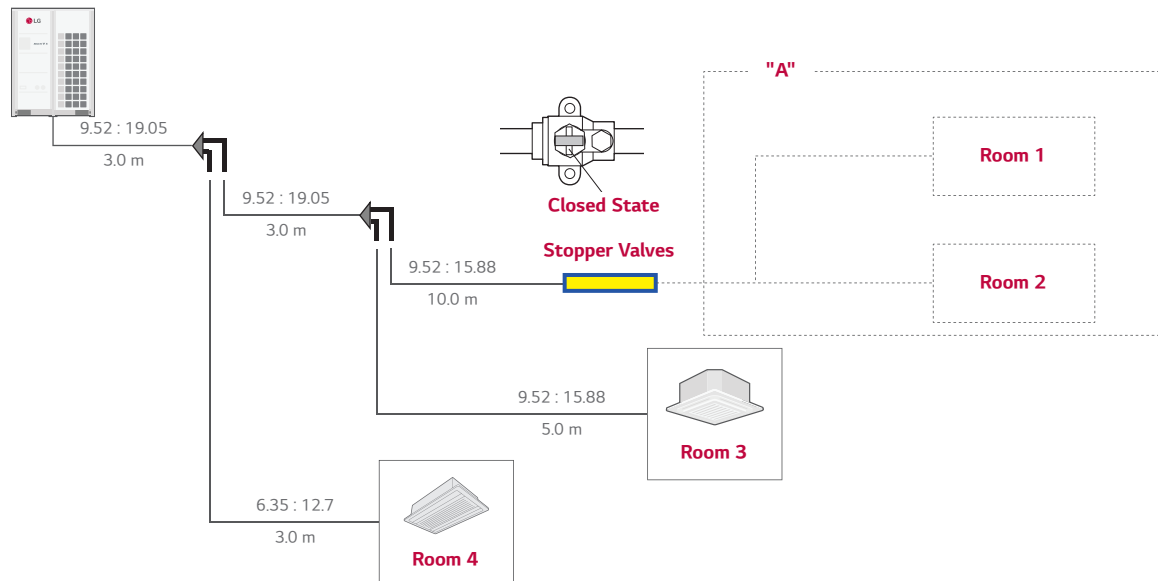 LG
"A"
9.52 : 19.05
3.0 m
Room 1
Closed State
9.52 : 19.05
3.0 m
Stopper Valves
9.52 : 15.88
10.0 m
Room 2
9.52 : 15.88
5.0 m
Room 3
6.35 : 12.7
3.0 m
Room 4